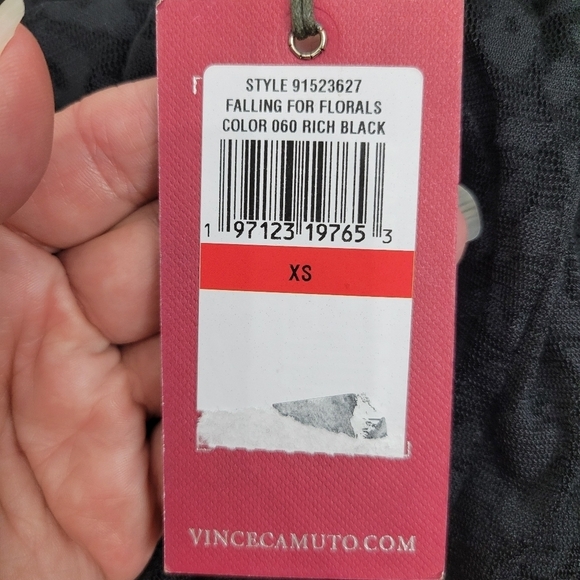 STYLE 91523627
FALLING FOR FLORALS
COLOR 060 RICH BLACK
1 97123 19765 3
XS
VINCECAMUTO.COM